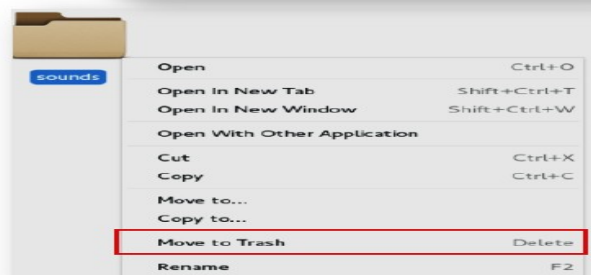 sounds
Open Ctrl+O
Open In New Tab Shift+Ctrl+T
Open In New Window Shift+Ctrl+W
Open With Other Application
Cut Ctrl+X
Copy Ctrl+C
Move to...
Copy to...
Move to Trash Delete
Rename F2